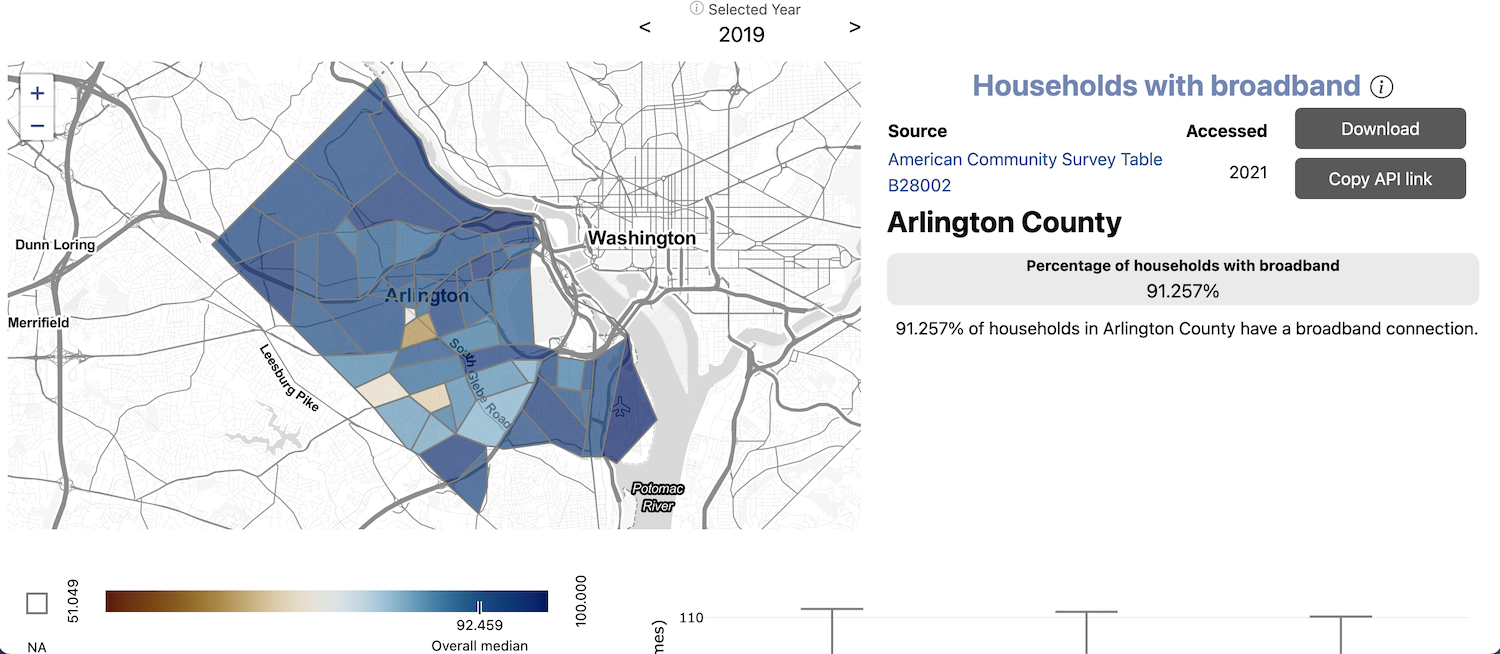 Selected Year
< 2019 >
+
−
Dunn Loring
Merrifield
Washington
Arlington
Leesburg Pike
South Glebe Road
Potomac
River
Households with broadband
Source
Accessed
American Community Survey Table
B28002
2021
Download
Copy API link
Arlington County
Percentage of households with broadband
91.257%
91.257% of households in Arlington County have a broadband connection.
NA
51.049
100.000
92.459
Overall median
110